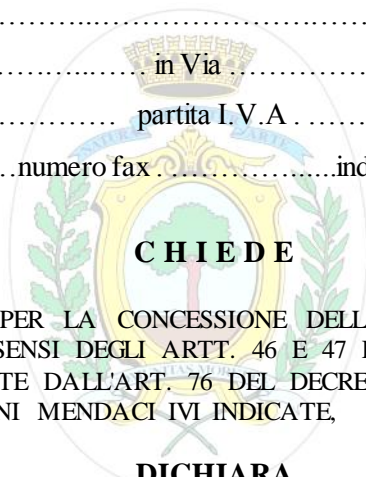 ………..……………………………
………..…… in Via ………………
………… partita I.V.A . ……
…numero fax . ……………......ind
C H I E D E
PER LA CONCESSIONE DELL
SENSI DEGLI ARTT. 46 E 47
TE DALL'ART. 76 DEL DECRE
NI MENDACI IVI INDICATE,
DICHIARA